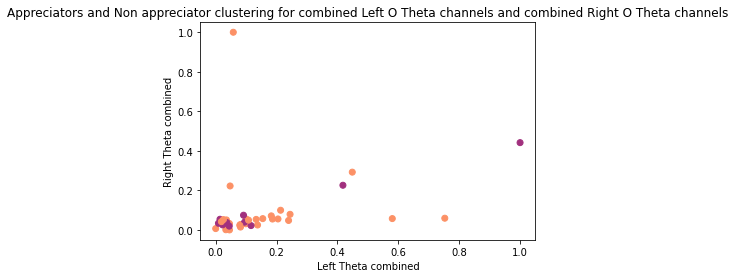 Appreciators and Non appreciator clustering for combined Left O Theta channels and combined Right O Theta channels
1.0
0.8
0.6
0.4
0.2
0.0
Right Theta combined
0.0 0.2 0.4 0.6 0.8 1.0
Left Theta combined